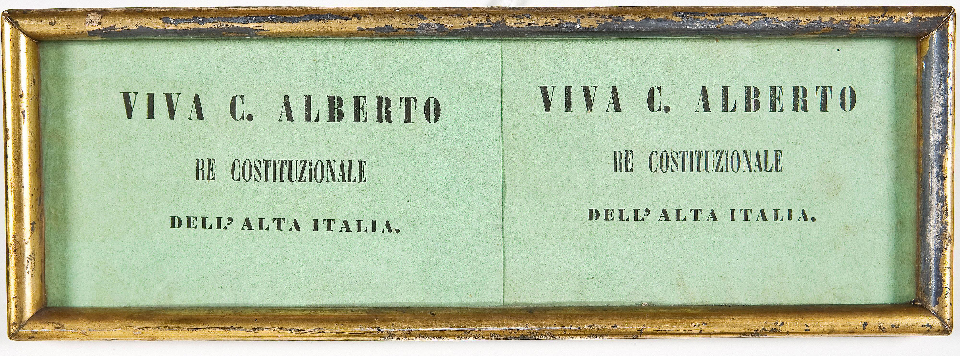 VIVA C. ALBERTO
RE COSTITUZIONALE
DELL' ALTA ITALIA.
VIVA C. ALBERTO
RE COSTITUZIONALE
DELL' ALTA ITALIA.